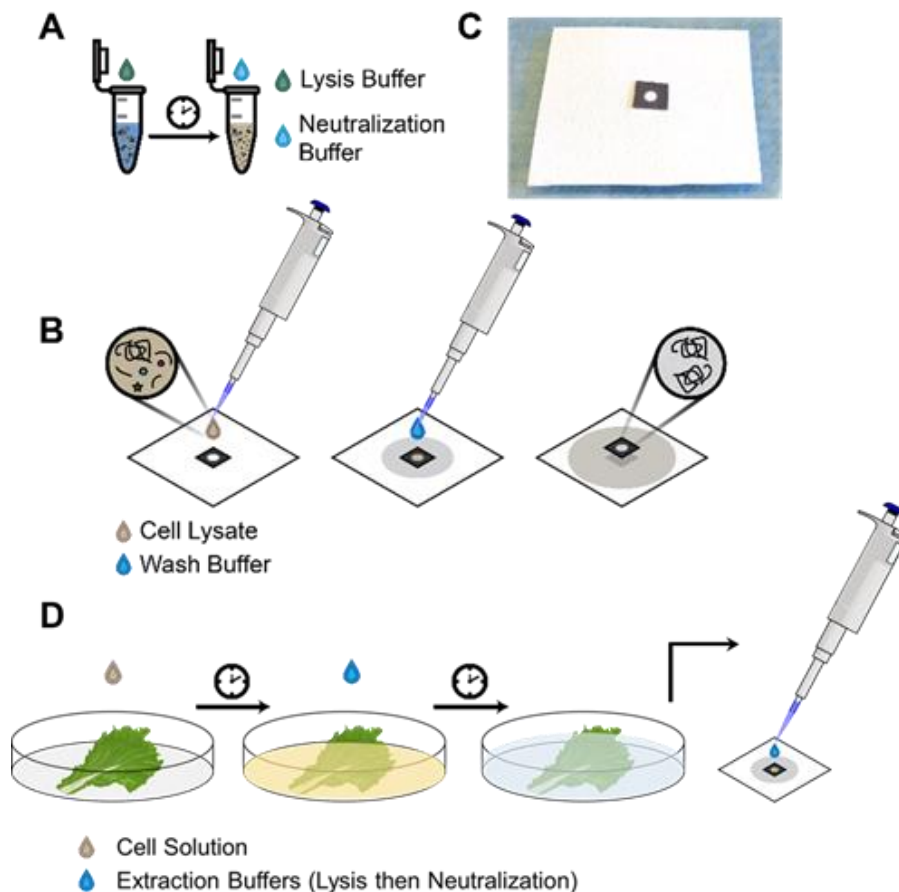 A
C
Lysis Buffer
Neutralization
Buffer
B
Cell Lysate
Wash Buffer
D
Cell Solution
Extraction Buffers (Lysis then Neutralization)